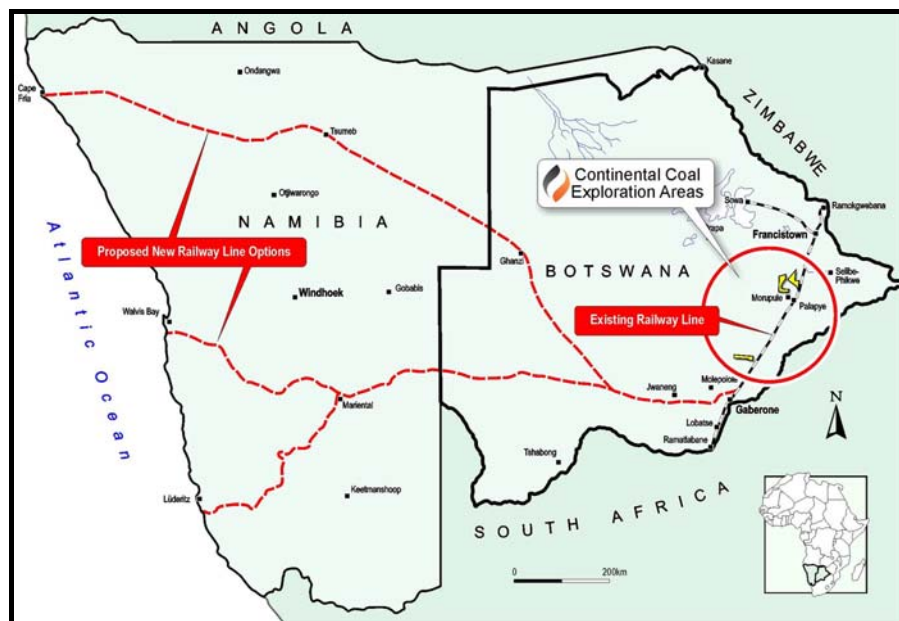 ANGOLA
Ondangwa
Kasane
Cape
Fria
ZIMBABWE
Tsumeb
Continental Coal
Exploration Areas
Otjiwarongo
Sowa
Ramokgwebana
NAMIBIA
Francistown
Proposed New Railway Line Options
Ghanzi
BOTSWANA
Selibe-
Phikwe
Atlantic Ocean
Windhoek
Gobabis
Morupule
Palapye
Walvis Bay
Existing Railway Line
Jwaneng
Molepolole
Mariental
Gaberone
N
Lobatse
Ramatlabane
Tshabong
Lüderitz
Keetmanshoop
SOUTH AFRICA
0
200km